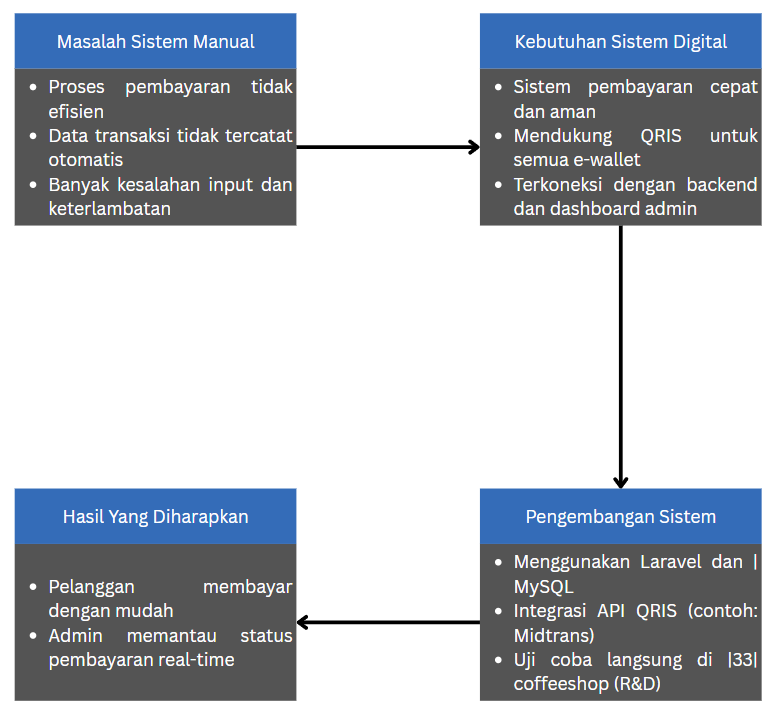 Masalah Sistem Manual
• Proses pembayaran tidak
efisien
• Data transaksi tidak tercatat
otomatis
• Banyak kesalahan input dan
keterlambatan
Kebutuhan Sistem Digital
• Sistem pembayaran cepat
dan aman
• Mendukung QRIS untuk
semua e-wallet
• Terkoneksi dengan backend
dan dashboard admin
Pengembangan Sistem
• Menggunakan Laravel dan |
MySQL
• Integrasi API QRIS (contoh:
Midtrans)
• Uji coba langsung di |33|
coffeeshop (R&D)
Hasil Yang Diharapkan
• Pelanggan membayar
dengan mudah
• Admin memantau status
pembayaran real-time